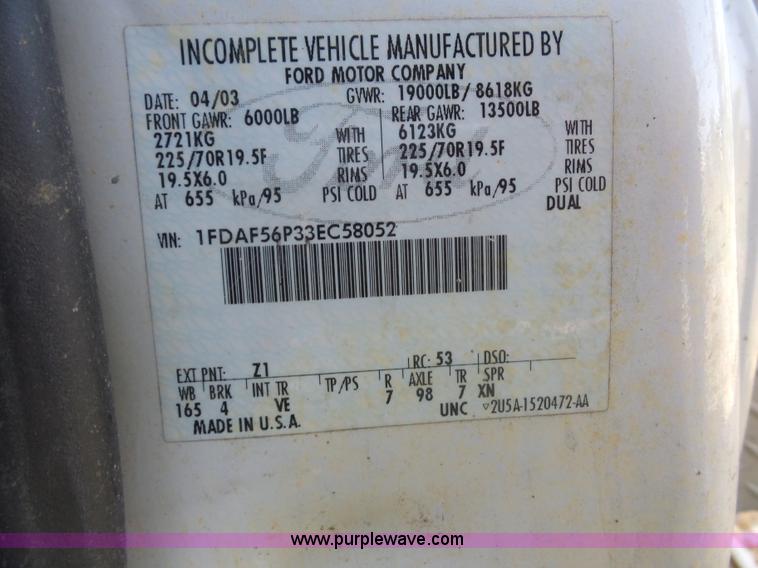 INCOMPLETE VEHICLE MANUFACTURED BY
FORD MOTOR COMPANY
DATE: 04/03 GVWR: 19000LB/ 8618KG
FRONT GAWR: 6000LB REAR GAWR: 13500LB
2721KG WITH 6123KG WITH
225/70R19.5F TIRES 225/70R19.5F TIRES
19.5X6.0 RIMS 19.5X6.0 RIMS
AT 655 kPa/95 PSI COLD AT 655 kPa/95 PSI COLD
DUAL
VIN: 1FDAF56P33EC58052
EXT PNT: Z1 RC: 53 DSO:
WB BRK INT TR TP/PS R AXLE TR SPR
165 4 VE 7 98 7 XN
MADE IN U.S.A. UNC 2U5A-1520472-AA
www.purplewave.com